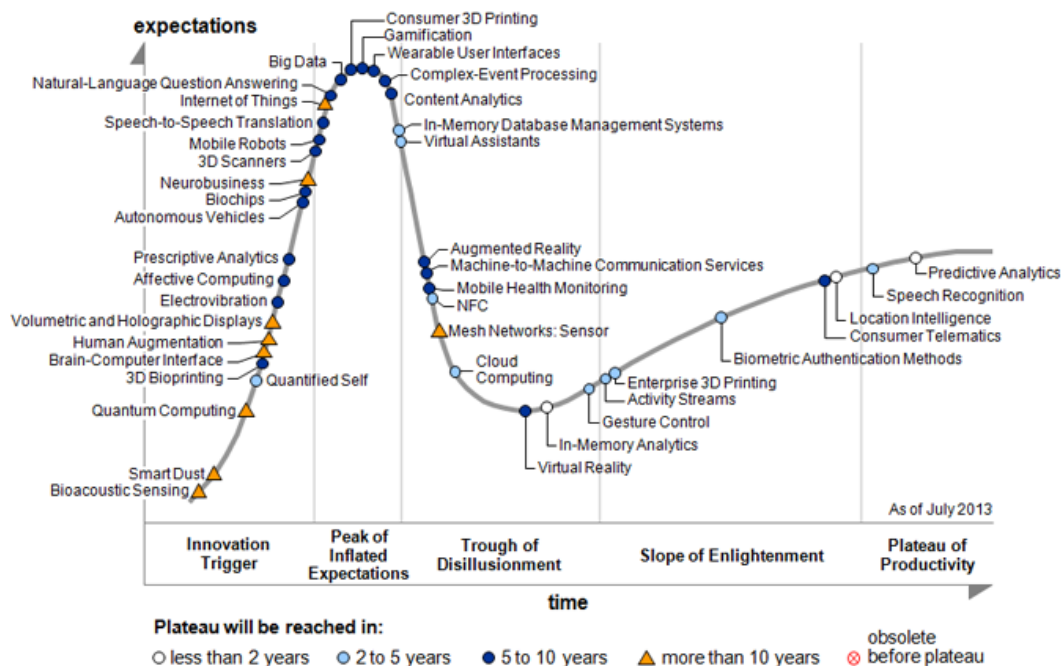 expectations
Consumer 3D Printing
Gamification
Wearable User Interfaces
Big Data
Complex-Event Processing
Natural-Language Question Answering
Content Analytics
Internet of Things
In-Memory Database Management Systems
Speech-to-Speech Translation
Virtual Assistants
Mobile Robots
3D Scanners
Neurobusiness
Biochips
Autonomous Vehicles
Augmented Reality
Prescriptive Analytics
Machine-to-Machine Communication Services
Affective Computing
Mobile Health Monitoring
Electrovibration
NFC
Volumetric and Holographic Displays
Mesh Networks: Sensor
Human Augmentation
Brain-Computer Interface
3D Bioprinting
Quantified Self
Cloud
Computing
Quantum Computing
Smart Dust
Bioacoustic Sensing
Predictive Analytics
Speech Recognition
Location Intelligence
Consumer Telematics
Biometric Authentication Methods
Enterprise 3D Printing
Activity Streams
Gesture Control
In-Memory Analytics
Virtual Reality
As of July 2013
Innovation
Trigger
Peak of
Inflated
Expectations
Trough of
Disillusionment
Slope of Enlightenment
Plateau of
Productivity
time
Plateau will be reached in:
less than 2 years
2 to 5 years
5 to 10 years
more than 10 years
obsolete
before plateau